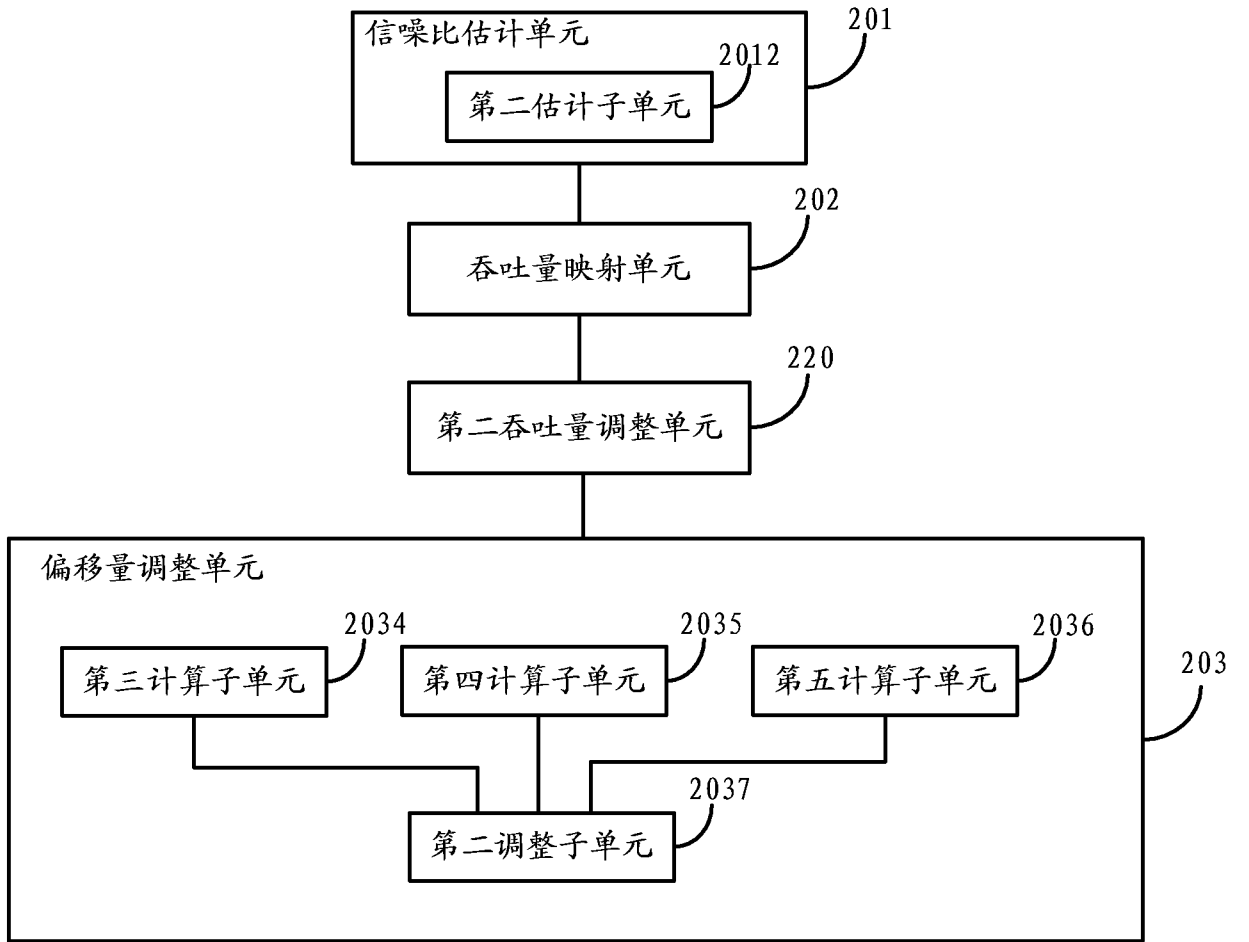 信噪比估计单元
201
2012
第二估计子单元
202
吞吐量映射单元
220
第二吞吐量调整单元
偏移量调整单元
2034
2035
2036
第三计算子单元
第四计算子单元
第五计算子单元
203
2037
第二调整子单元